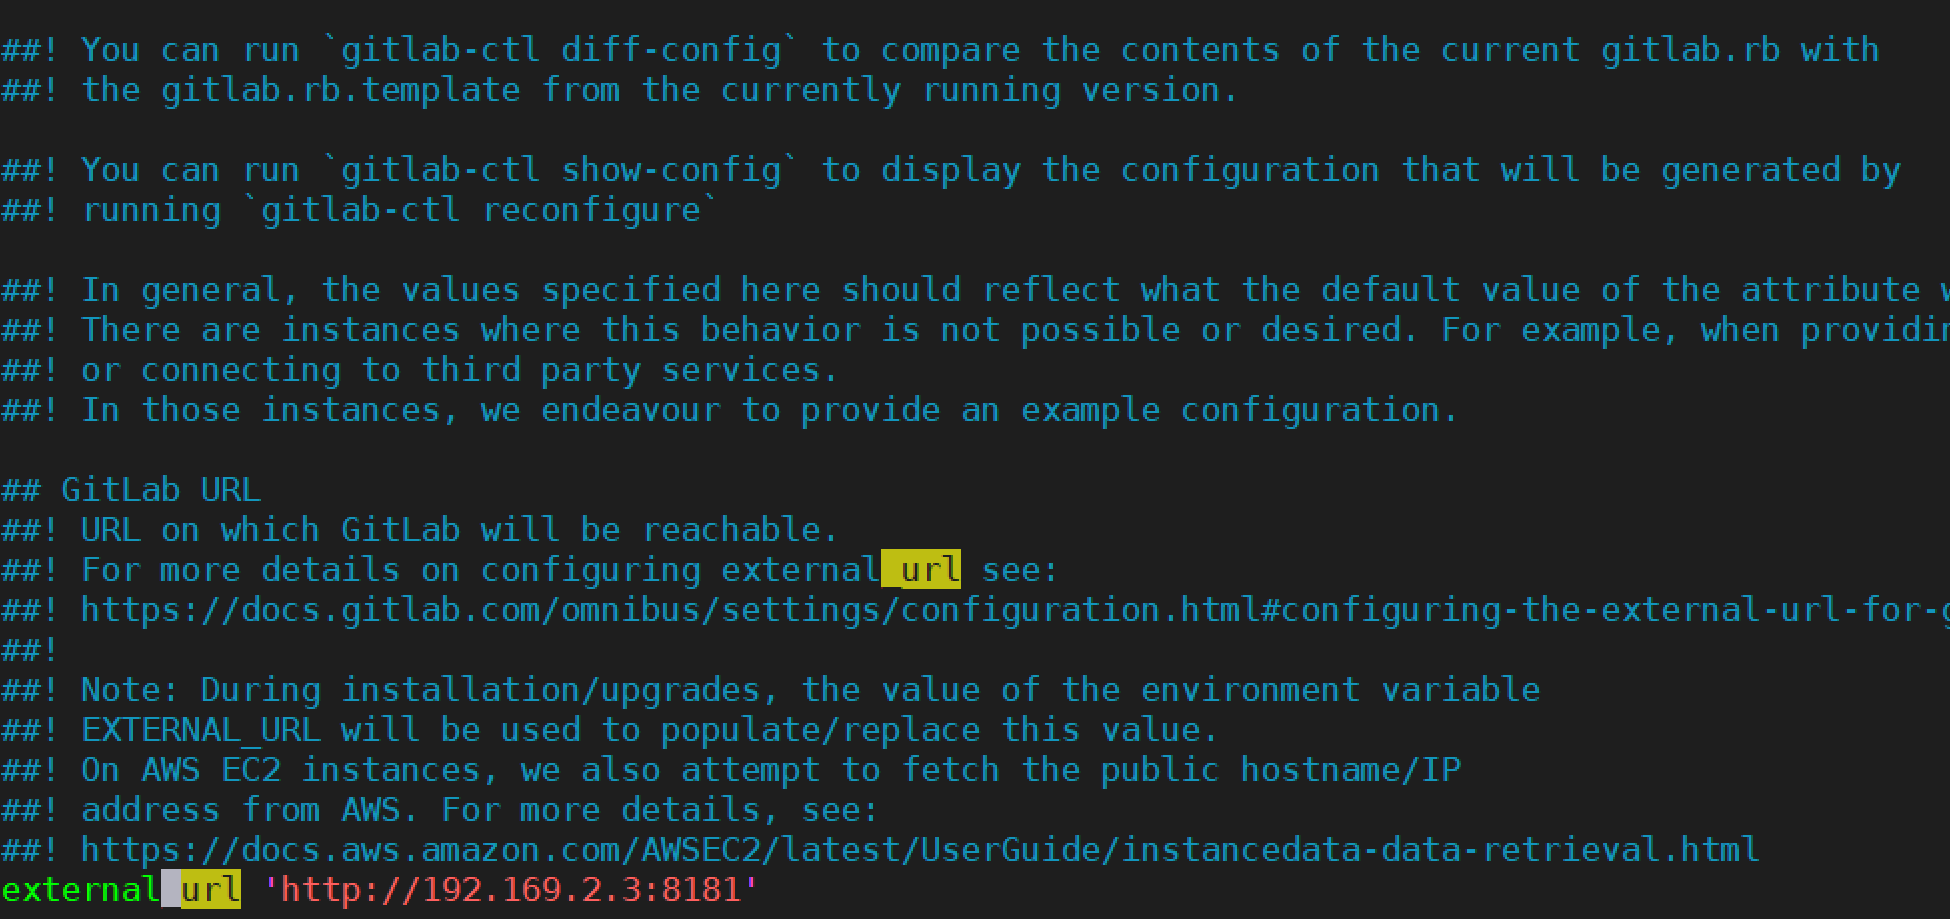 ##! You can run `gitlab-ctl diff-config` to compare the contents of the current gitlab.rb with
##! the gitlab.rb.template from the currently running version.
##! You can run `gitlab-ctl show-config` to display the configuration that will be generated by
##! running `gitlab-ctl reconfigure`
##! In general, the values specified here should reflect what the default value of the attribute
##! There are instances where this behavior is not possible or desired. For example, when
##! or connecting to third party services.
##! In those instances, we endeavour to provide an example configuration.
## GitLab URL
##! URL on which GitLab will be reachable.
##! For more details on configuring external_url see:
##! https://docs.gitlab.com/omnibus/settings/configuration.html#configuring-the-external-url-for-g
##!
##! Note: During installation/upgrades, the value of the environment variable
##! EXTERNAL_URL will be used to populate/replace this value.
##! On AWS EC2 instances, we also attempt to fetch the public hostname/IP
##! address from AWS. For more details, see:
##! https://docs.aws.amazon.com/AWSEC2/latest/UserGuide/instancedata-data-retrieval.html
external_url 'http://192.169.2.3:8181'